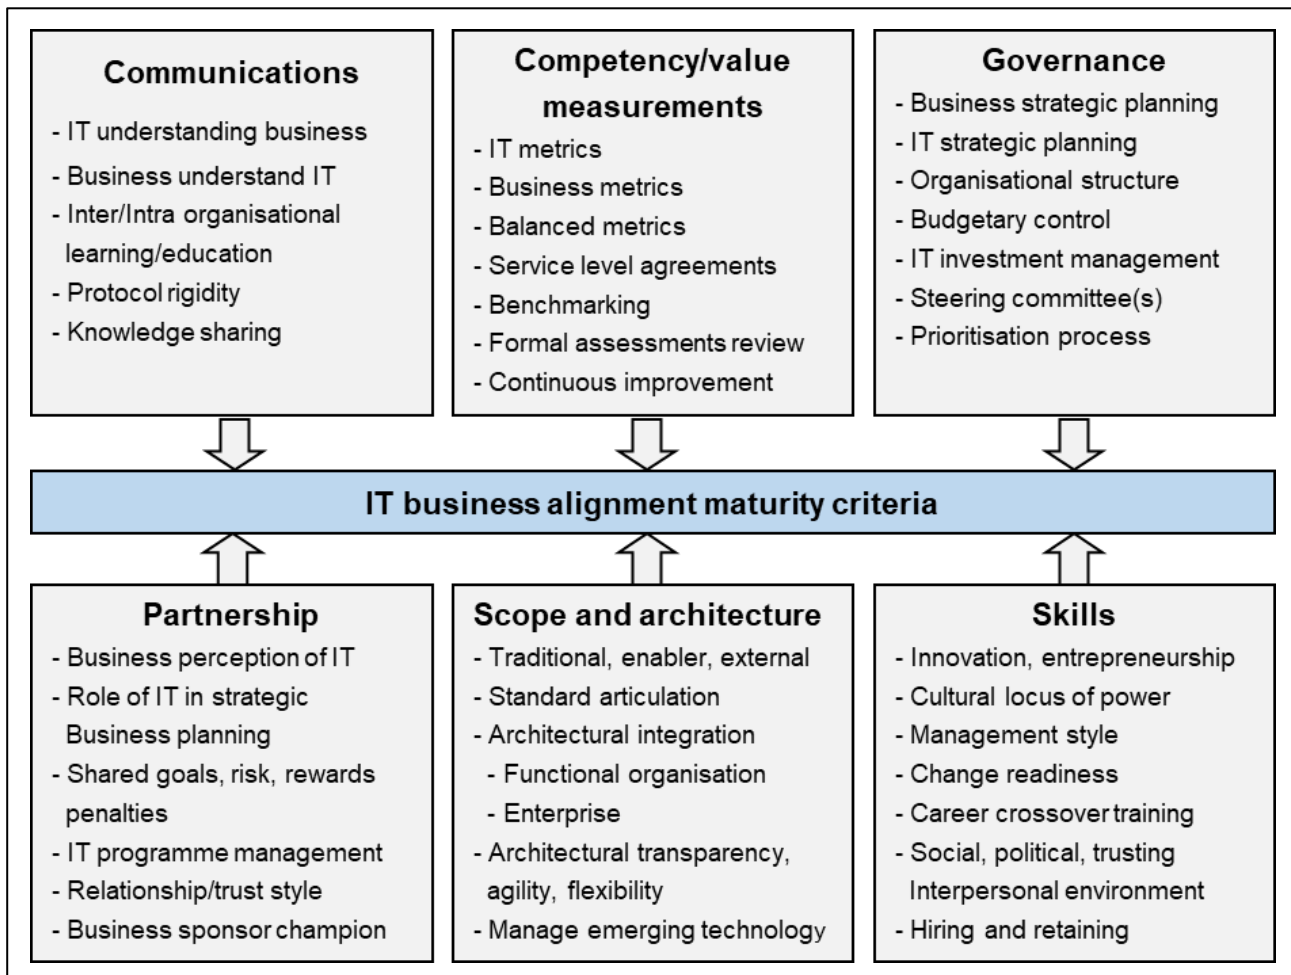 Communications
- IT understanding business
- Business understand IT
- Inter/Intra organisational
learning/education
- Protocol rigidity
- Knowledge sharing
Competency/value
measurements
- IT metrics
- Business metrics
- Balanced metrics
- Service level agreements
- Benchmarking
- Formal assessments review
- Continuous improvement
Governance
- Business strategic planning
- IT strategic planning
- Organisational structure
- Budgetary control
- IT investment management
- Steering committee(s)
- Prioritisation process
IT business alignment maturity criteria
Partnership
- Business perception of IT
- Role of IT in strategic
Business planning
- Shared goals, risk, rewards
penalties
- IT programme management
- Relationship/trust style
- Business sponsor champion
Scope and architecture
- Traditional, enabler, external
- Standard articulation
- Architectural integration
- Functional organisation
- Enterprise
- Architectural transparency,
agility, flexibility
- Manage emerging technology
Skills
- Innovation, entrepreneurship
- Cultural locus of power
- Management style
- Change readiness
- Career crossover training
- Social, political, trusting
Interpersonal environment
- Hiring and retaining